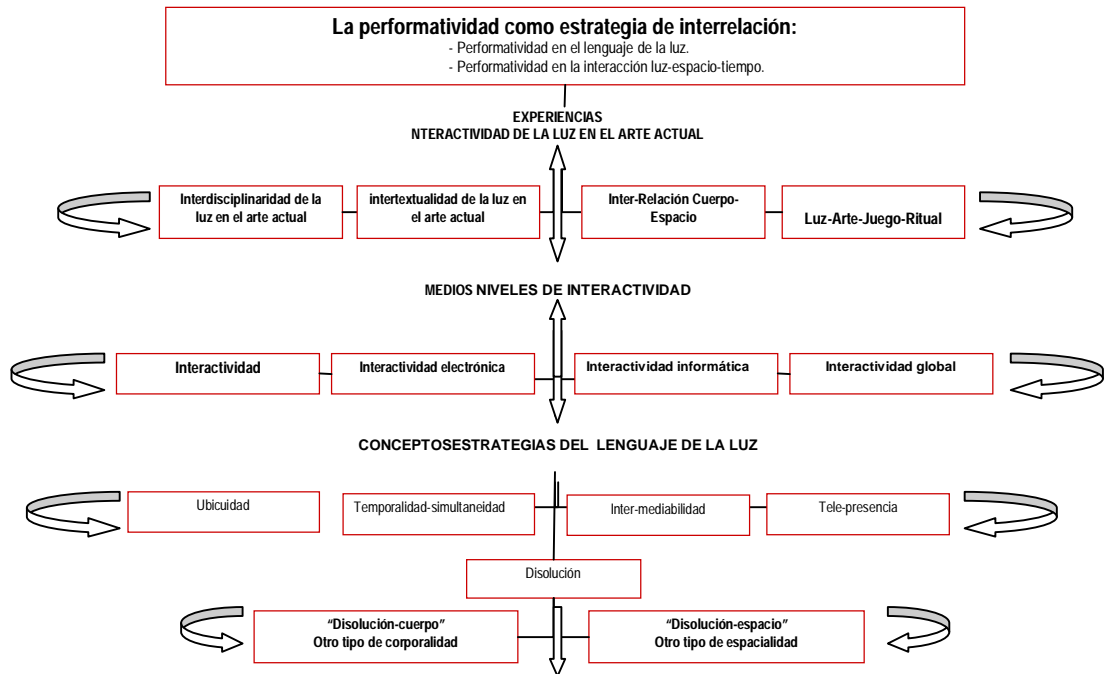 La performatividad como estrategia de interrelación:
- Performatividad en el lenguaje de la luz.
- Performatividad en la interacción luz-espacio-tiempo.
EXPERIENCIAS
NTERACTIVIDAD DE LA LUZ EN EL ARTE ACTUAL
Interdisciplinaridad de la
luz en el arte actual
intertextualidad de la luz en
el arte actual
Inter-Relación Cuerpo-
Espacio
Luz-Arte-Juego-Ritual
MEDIOS NIVELES DE INTERACTIVIDAD
Interactividad
Interactividad electrónica
Interactividad informática
Interactividad global
CONCEPTOSESTRATEGIAS DEL LENGUAJE DE LA LUZ
Ubicuidad
Temporalidad-simultaneidad
Inter-mediabilidad
Tele-presencia
Disolución
“Disolución-cuerpo”
Otro tipo de corporalidad
“Disolución-espacio”
Otro tipo de espacialidad